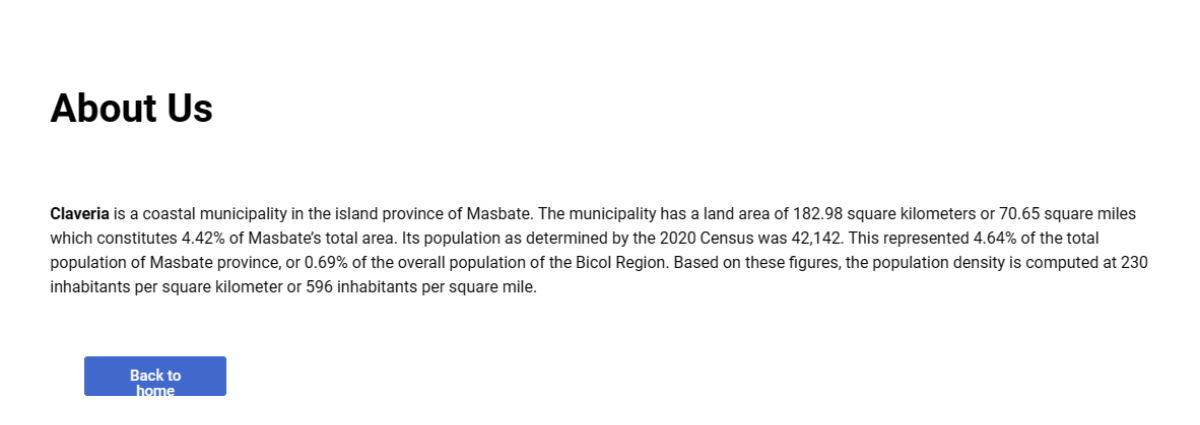 About Us
Claveria is a coastal municipality in the island province of Masbate. The municipality has a land area of 182.98 square kilometers or 70.65 square miles
which constitutes 4.42% of Masbate’s total area. Its population as determined by the 2020 Census was 42,142. This represented 4.64% of the total
population of Masbate province, or 0.69% of the overall population of the Bicol Region. Based on these figures, the population density is computed at 230
inhabitants per square kilometer or 596 inhabitants per square mile.
Back to
home